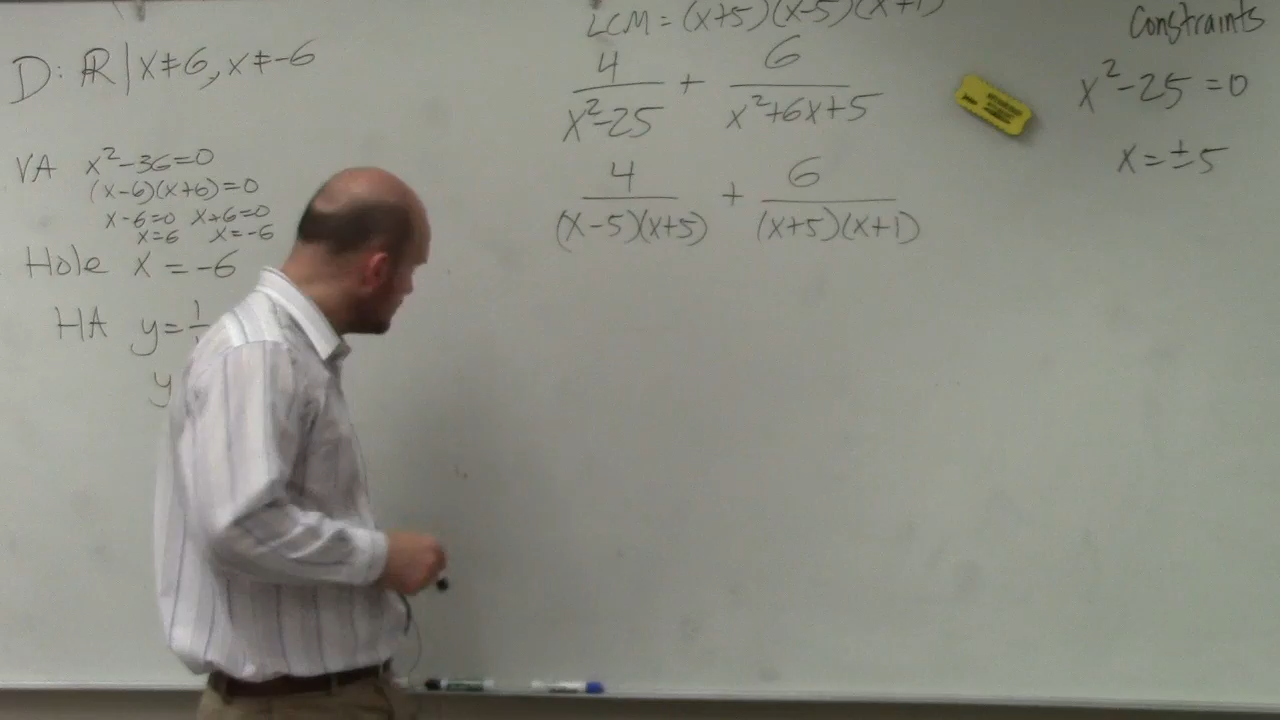 D: ℝ | x≠6, x≠-6
VA x²-36=0
(x-6)(x+6)=0
x-6=0 x+6=0
x=6 x=-6
Hole x=-6
HA y=1
y
LCM=(x+5)(x-5)(x+1)
4/(x²-25) + 6/(x²+6x+5)
4/((x-5)(x+5)) + 6/((x+5)(x+1))
Constraints
x²-25=0
x=±5